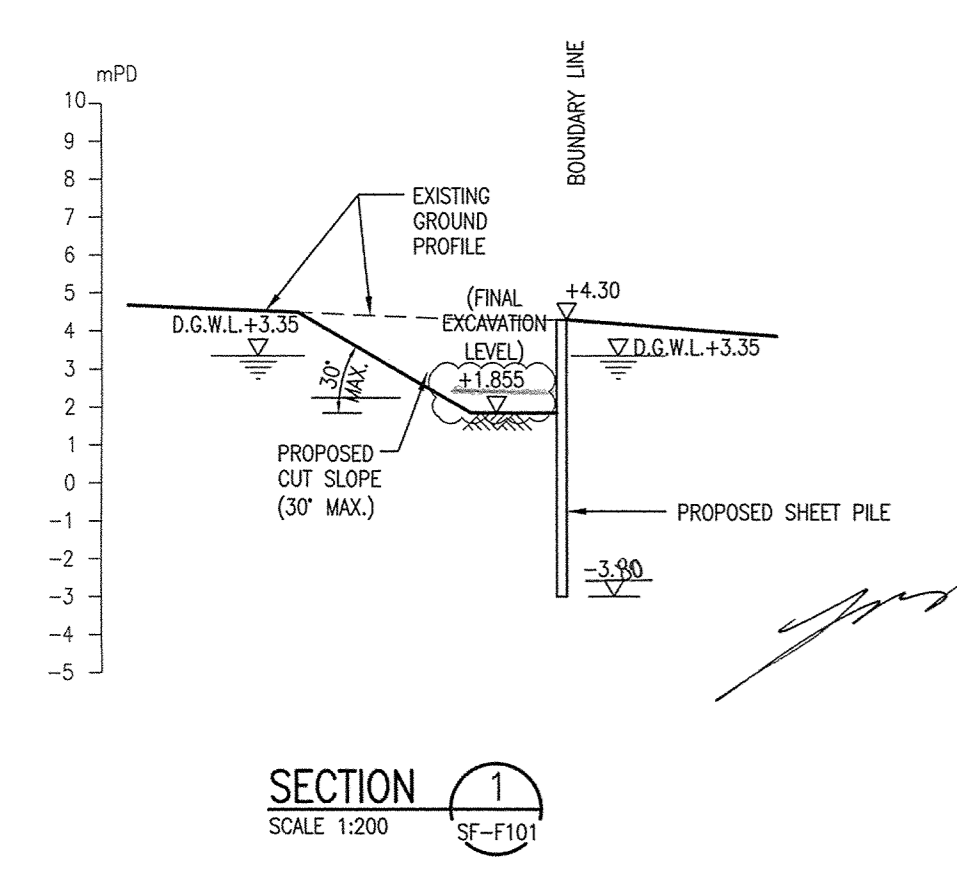 mPD
10
9
8
7
6
5
4
3
2
1
0
-1
-2
-3
-4
-5
BOUNDARY LINE
EXISTING
GROUND
PROFILE
(FINAL
EXCAVATION
LEVEL)
+1.855
+4.30
D.G.W.L.+3.35
D.G.W.L.+3.35
30°
MAX.
PROPOSED
CUT SLOPE
(30° MAX.)
PROPOSED SHEET PILE
SECTION
SCALE 1:200
1
SF-F101